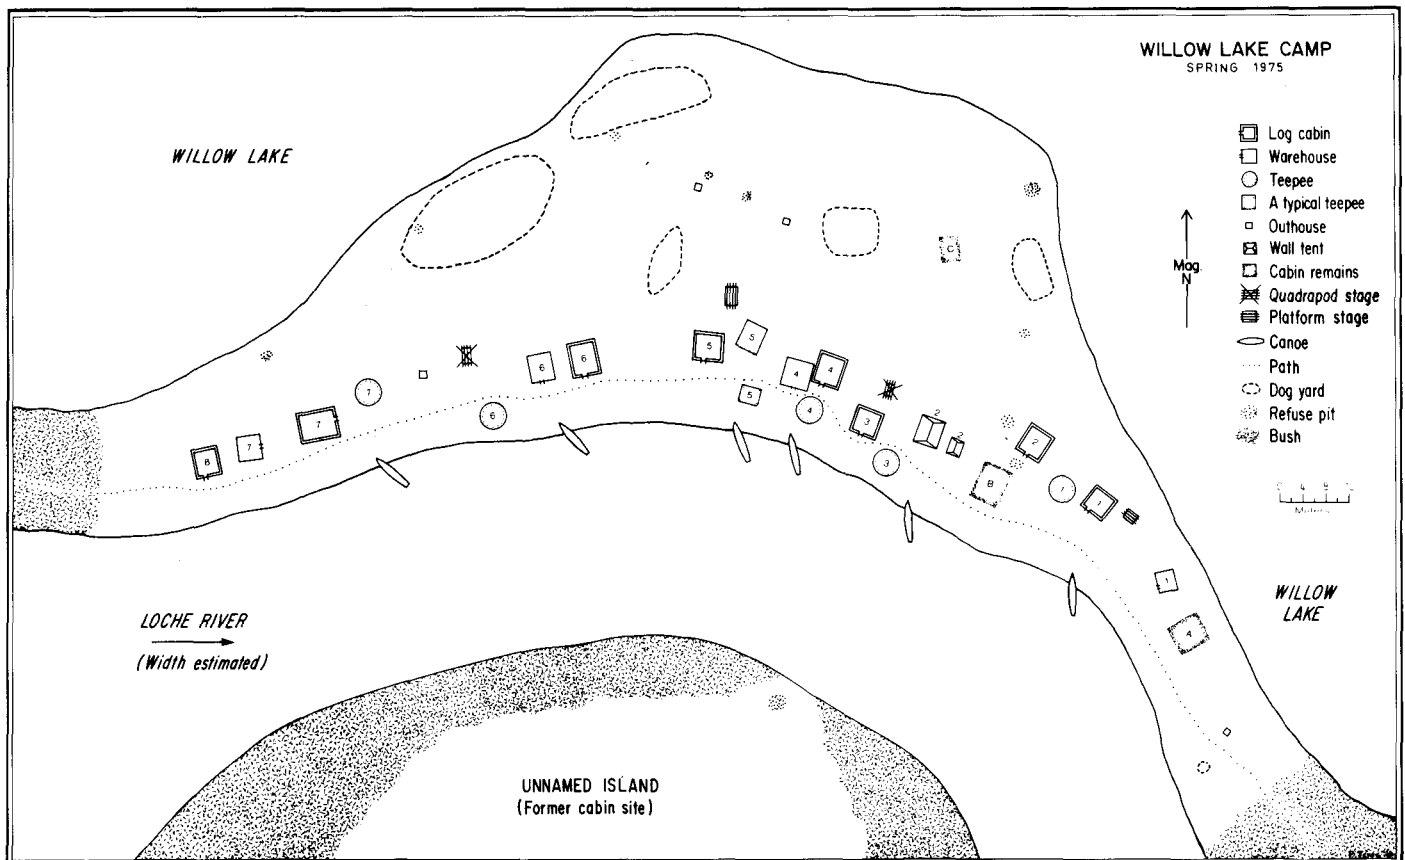 WILLOW LAKE CAMP
SPRING 1975
WILLOW LAKE
Log cabin
Warehouse
Teepee
A typical teepee
Outhouse
Wall tent
Cabin remains
Quadrapod stage
Platform stage
Canoe
Path
Dog yard
Refuse pit
Bush
Mag.
N
Meters
C
5
5
6
6
4
4
7
5
4
6
3
2
2
2
7
7
8
3
B
1
1
1
LOCHE RIVER
(Width estimated)
WILLOW
LAKE
UNNAMED ISLAND
(Former cabin site)